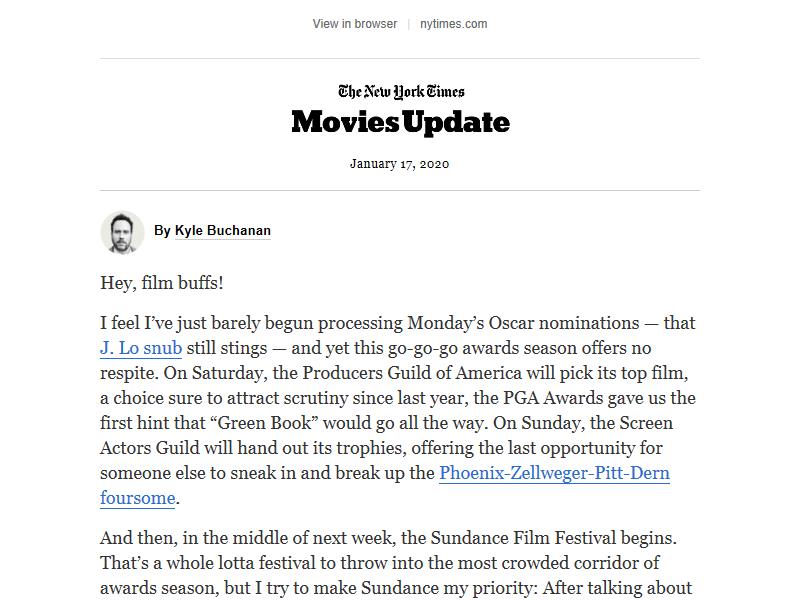 View in browser | nytimes.com
The New York Times
Movies Update
January 17, 2020
By Kyle Buchanan
Hey, film buffs!
I feel I’ve just barely begun processing Monday’s Oscar nominations — that
J. Lo snub still stings — and yet this go-go-go awards season offers no
respite. On Saturday, the Producers Guild of America will pick its top film,
a choice sure to attract scrutiny since last year, the PGA Awards gave us the
first hint that “Green Book” would go all the way. On Sunday, the Screen
Actors Guild will hand out its trophies, offering the last opportunity for
someone else to sneak in and break up the Phoenix-Zellweger-Pitt-Dern
foursome.
And then, in the middle of next week, the Sundance Film Festival begins.
That’s a whole lotta festival to throw into the most crowded corridor of
awards season, but I try to make Sundance my priority: After talking about